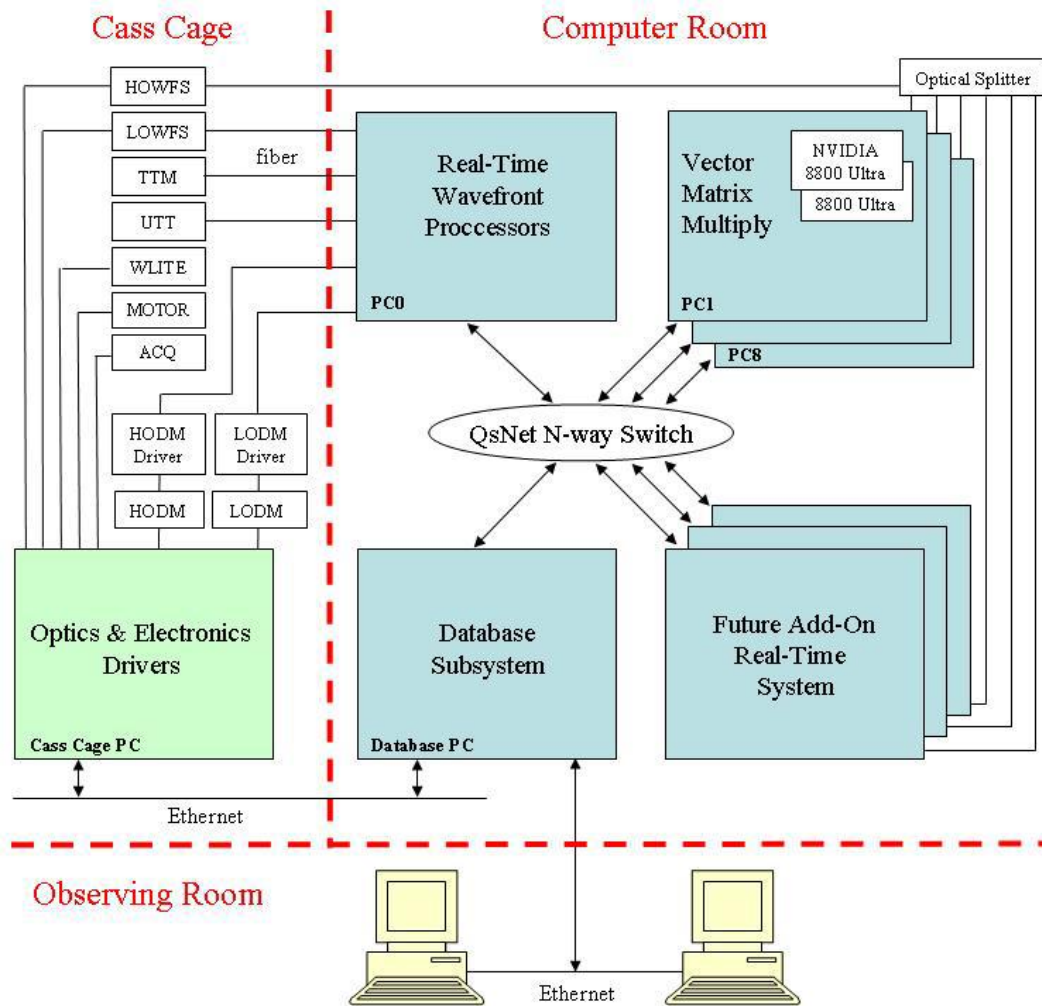 Cass Cage
Computer Room
HOWFS
Optical Splitter
LOWFS
fiber
TTM
UTT
WLITE
MOTOR
ACQ
Real-Time
Wavefront
Proccessors
PC0
Vector
Matrix
Multiply
NVIDIA
8800 Ultra
8800 Ultra
PC1
PC8
HODM
Driver
LODM
Driver
HODM
LODM
QsNet N-way Switch
Optics & Electronics
Drivers
Cass Cage PC
Database
Subsystem
Database PC
Future Add-On
Real-Time
System
Ethernet
Observing Room
Ethernet